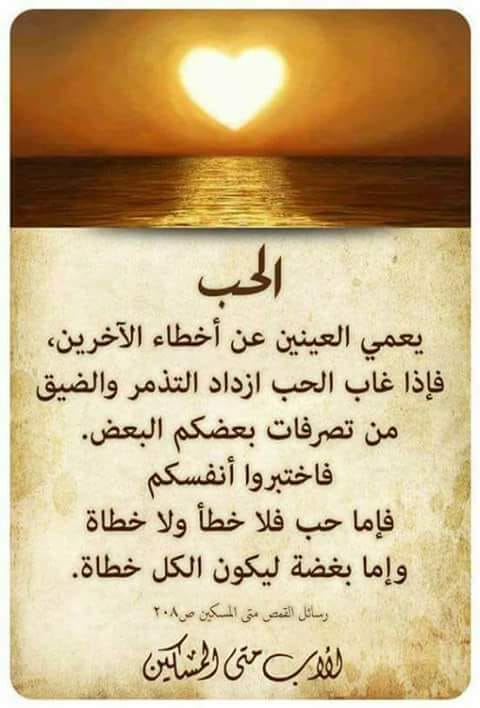 الحب
يعمي العينين عن أخطاء الآخرين،
فإذا غاب الحب ازداد التذمر والضيق
من تصرفات بعضكم البعض.
فاختبروا أنفسكم
فإما حب فلا خطأ ولا خطاة
وإما بغضة ليكون الكل خطاة.
رسائل القمص متى المسكين ص٢٠٨
الأب متى المسكين